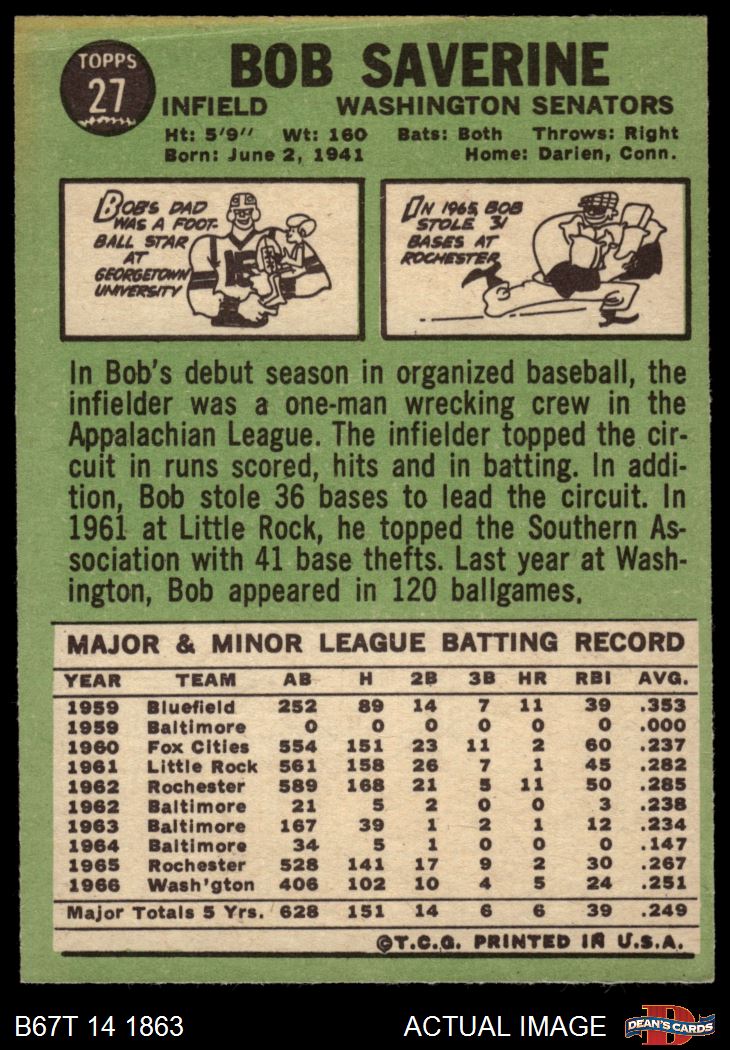 TOPPS
27
BOB SAVERINE
INFIELD WASHINGTON SENATORS
Ht: 5'9" Wt: 160 Bats: Both Throws: Right
Born: June 2, 1941 Home: Darien, Conn.
BOB'S DAD
WAS A FOOT-
BALL STAR
AT
GEORGETOWN
UNIVERSITY
IN 1965, BOB
STOLE 31
BASES AT
ROCHESTER
In Bob's debut season in organized baseball, the
infielder was a one-man wrecking crew in the
Appalachian League. The infielder topped the cir-
cuit in runs scored, hits and in batting. In addi-
tion, Bob stole 36 bases to lead the circuit. In
1961 at Little Rock, he topped the Southern As-
sociation with 41 base thefts. Last year at Wash-
ington, Bob appeared in 120 ballgames.
MAJOR & MINOR LEAGUE BATTING RECORD
YEAR TEAM AB H 2B 3B HR RBI AVG.
1959 Bluefield 252 89 14 7 11 39 .353
1959 Baltimore 0 0 0 0 0 0 .000
1960 Fox Cities 554 151 23 11 2 60 .237
1961 Little Rock 561 158 26 7 1 45 .282
1962 Rochester 589 168 21 5 11 50 .285
1962 Baltimore 21 5 2 0 0 3 .238
1963 Baltimore 167 39 1 2 1 12 .234
1964 Baltimore 34 5 1 0 0 0 .147
1965 Rochester 528 141 17 9 2 30 .267
1966 Wash'gton 406 102 10 4 5 24 .251
Major Totals 5 Yrs. 628 151 14 6 6 39 .249
©T.C.G. PRINTED IN U.S.A.
B67T 14 1863 ACTUAL IMAGE
D
DEAN'S CARDS